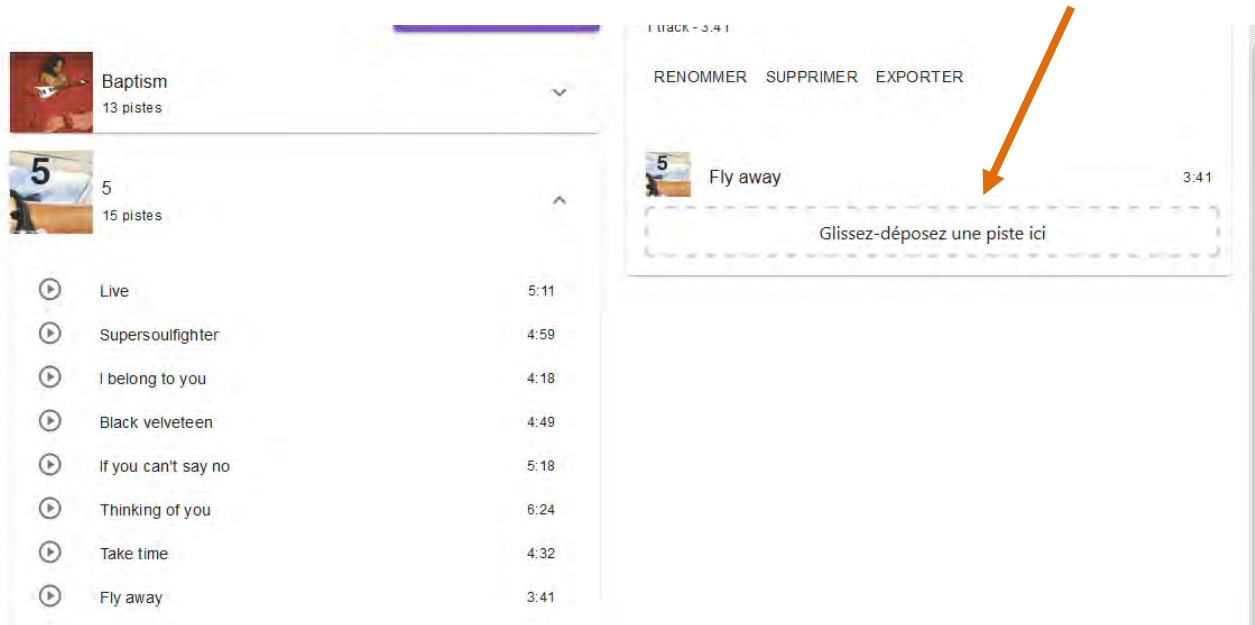 Baptism
13 pistes
5
5
15 pistes
Live 5:11
Supersoulfighter 4:59
I belong to you 4:18
Black velveteen 4:49
If you can't say no 5:18
Thinking of you 6:24
Take time 4:32
Fly away 3:41
1 track - 3:41
RENOMMER SUPPRIMER EXPORTER
5
Fly away 3:41
Glissez-déposez une piste ici